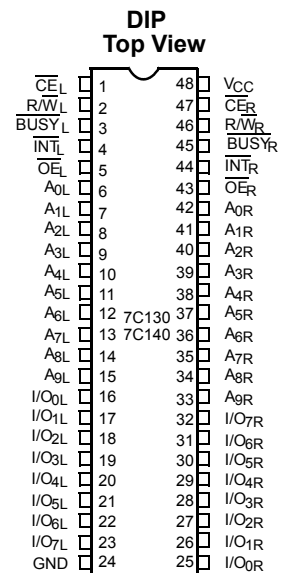 DIP
Top View
CEL 1 48 VCC
R/WL 2 47 CER
BUSYL 3 46 R/WR
INTL 4 45 BUSYR
OEL 5 44 INTR
A0L 6 43 OER
A1L 7 42 A0R
A2L 8 41 A1R
A3L 9 40 A2R
A4L 10 39 A3R
A5L 11 38 A4R
A6L 12 7C130 37 A5R
A7L 13 7C140 36 A6R
A8L 14 35 A7R
A9L 15 34 A8R
I/O0L 16 33 A9R
I/O1L 17 32 I/O7R
I/O2L 18 31 I/O6R
I/O3L 19 30 I/O5R
I/O4L 20 29 I/O4R
I/O5L 21 28 I/O3R
I/O6L 22 27 I/O2R
I/O7L 23 26 I/O1R
GND 24 25 I/O0R